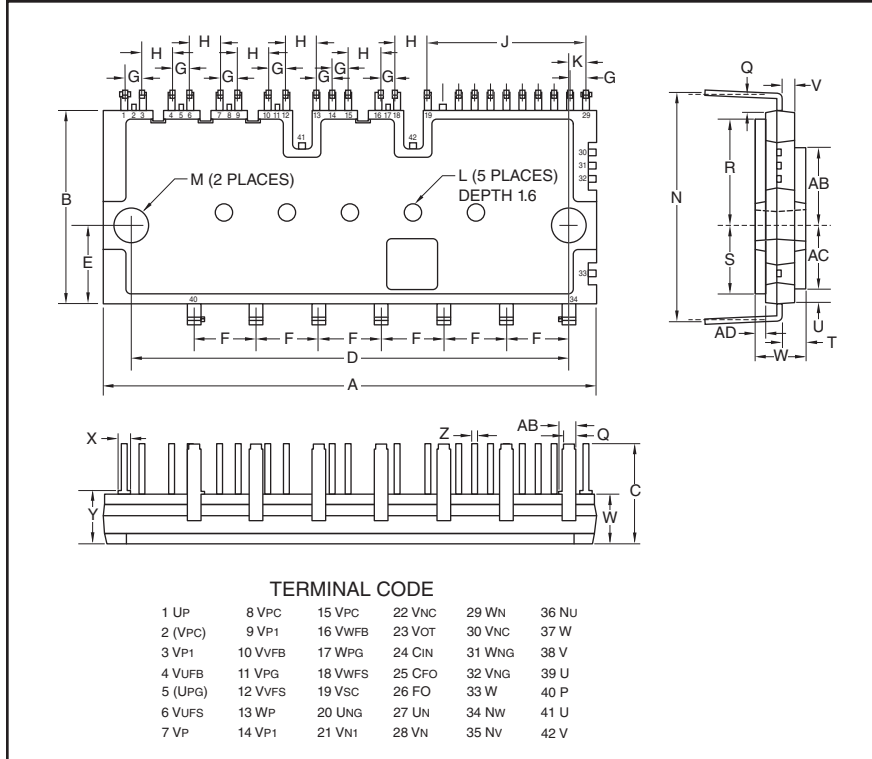 H H H H J
H H H K
G G G G G G G
1 2 3 4 5 6 7 8 9 10 11 12 13 14 15 16 17 18 19 29
41 42
30
31
32
M (2 PLACES)
L (5 PLACES)
DEPTH 1.6
B
E
33
40 34
F F F F F F
D
A
Q V
N
R
AB
S
AC
AD
U
W T
X Z AB Q
C
Y W
TERMINAL CODE
1 UP 8 VPC 15 VPC 22 VNC 29 WN 36 NU
2 (VPC) 9 VP1 16 VWFB 23 VOT 30 VNC 37 W
3 VP1 10 VVFB 17 WPG 24 CIN 31 WNG 38 V
4 VUFB 11 VPG 18 VWFS 25 CFO 32 VNG 39 U
5 (UPG) 12 VVFS 19 VSC 26 FO 33 W 40 P
6 VUFS 13 WP 20 UNG 27 UN 34 NW 41 U
7 VP 14 VP1 21 VN1 28 VN 35 NV 42 V